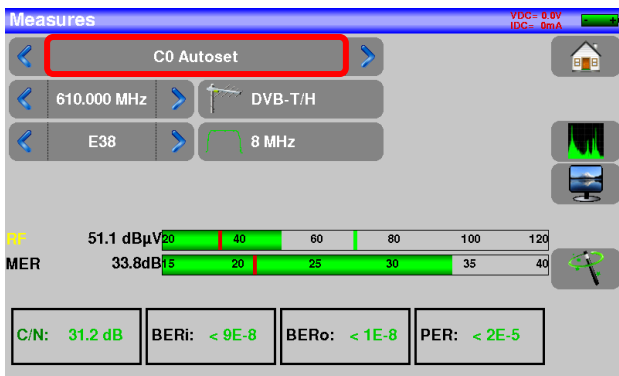 Measures VDC= 0.0V
IDC= 0mA
- +
C0 Autoset
610.000 MHz DVB-T/H
E38 8 MHz
RF 51.1 dBµV 20 40 60 80 100 120
MER 33.8dB 15 20 25 30 35 40
C/N: 31.2 dB BERi: < 9E-8 BERo: < 1E-8 PER: < 2E-5